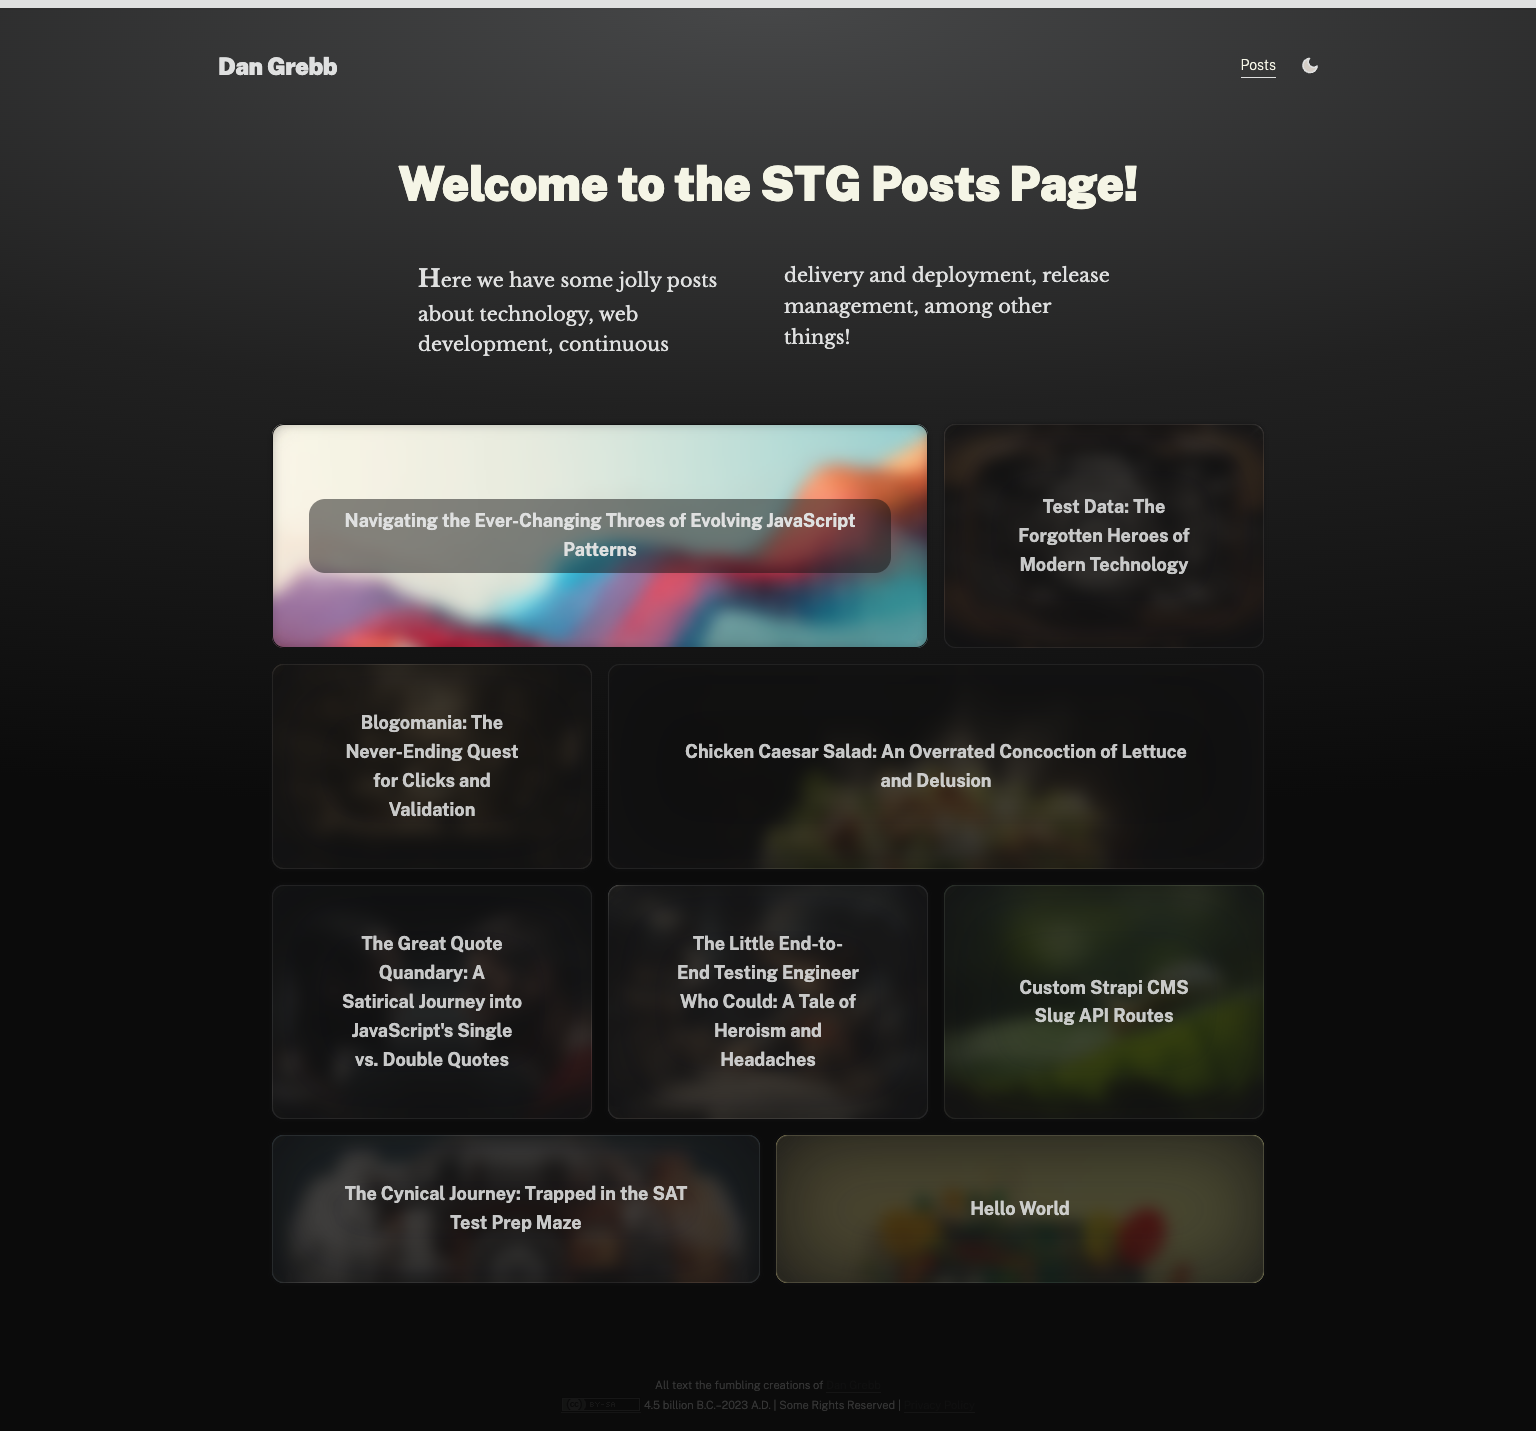 Dan Grebb
Posts
Welcome to the STG Posts Page!
Here we have some jolly posts
about technology, web
development, continuous
delivery and deployment, release
management, among other
things!
Navigating the Ever-Changing Throes of Evolving JavaScript
Patterns
Test Data: The
Forgotten Heroes of
Modern Technology
Blogomania: The
Never-Ending Quest
for Clicks and
Validation
Chicken Caesar Salad: An Overrated Concoction of Lettuce
and Delusion
The Great Quote
Quandary: A
Satirical Journey into
JavaScript's Single
vs. Double Quotes
The Little End-to-
End Testing Engineer
Who Could: A Tale of
Heroism and
Headaches
Custom Strapi CMS
Slug API Routes
The Cynical Journey: Trapped in the SAT
Test Prep Maze
Hello World
All text the fumbling creations of
4.5 billion B.C.–2023 A.D. | Some Rights Reserved |